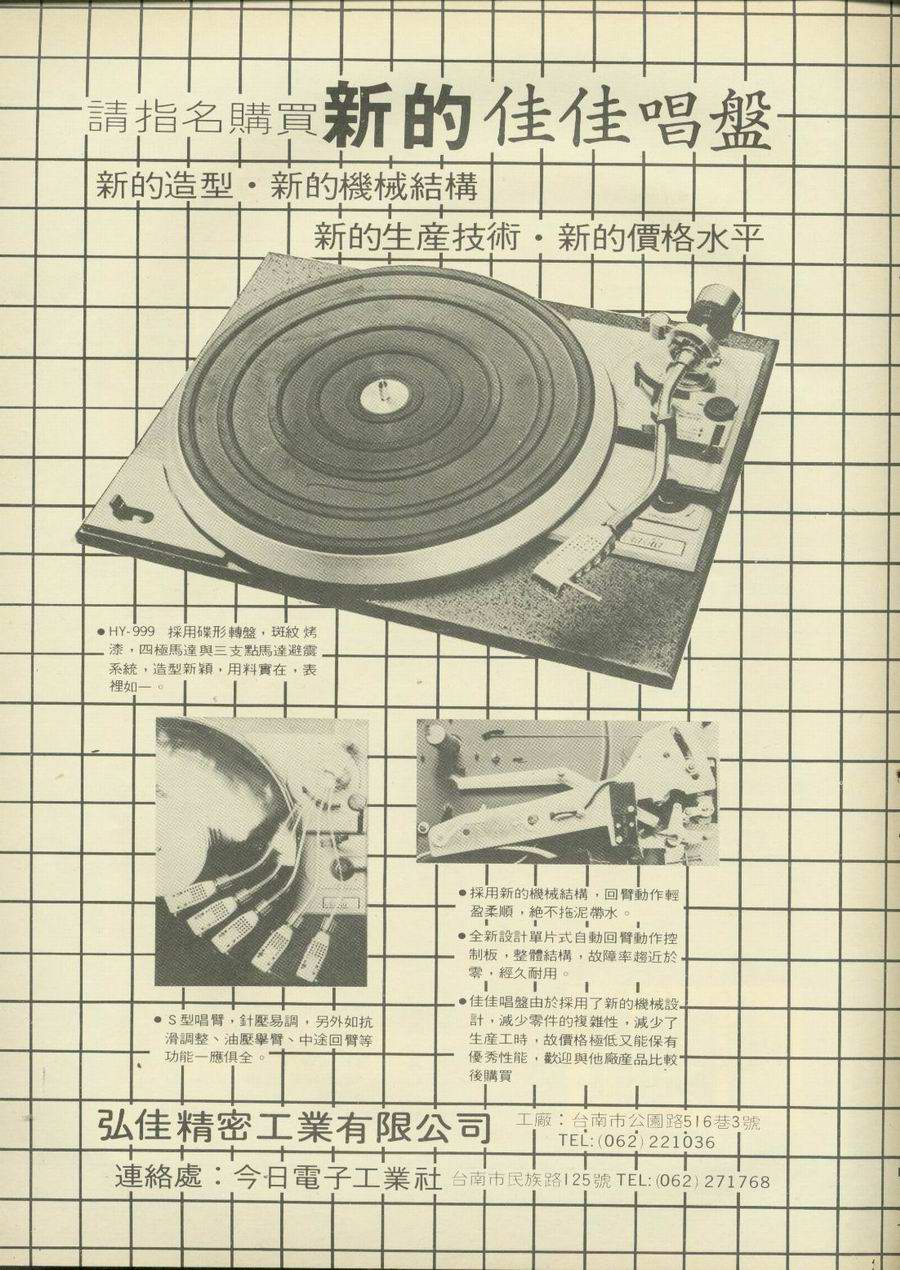 請指名購買新的佳佳唱盤
新的造型・新的機械結構
新的生産技術・新的價格水平
●HY-999 採用碟形轉盤，斑紋烤
漆，四極馬達與三支點馬達避震
系統，造型新穎，用料實在，表
裡如一。
●採用新的機械結構，回臂動作輕
盈柔順，絶不拖泥帶水。
●全新設計單片式自動回臂動作控
制板，整體結構，故障率趨近於
零，經久耐用。
●佳佳唱盤由於採用了新的機械設
計，減少零件的複雜性，減少了
生産工時，故價格極低又能保有
優秀性能，歡迎與他廠産品比較
後購買
●S型唱臂，針壓易調，另外如抗
滑調整、油壓舉臂、中途回臂等
功能一應俱全。
弘佳精密工業有限公司 工廠：台南市公園路516巷3號
TEL:(062)221036
連絡處：今日電子工業社 台南市民族路125號 TEL:(062)271768